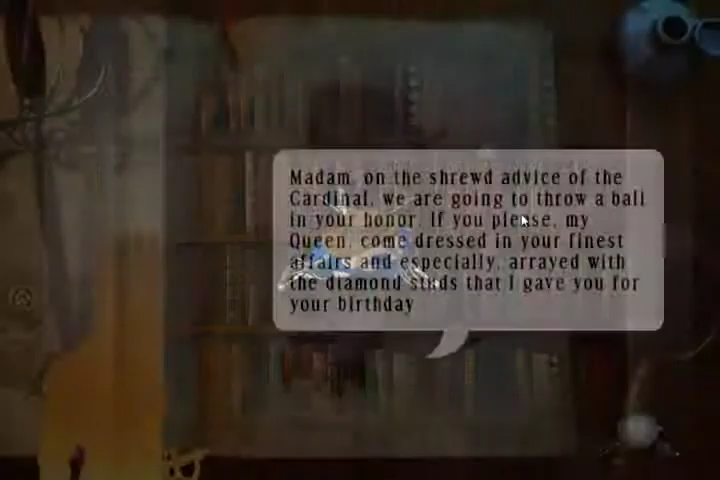 Madam, on the shrewd advice of the
Cardinal, we are going to throw a ball
in your honor. If you please, my
Queen, come dressed in your finest
affairs and especially, arrayed with
the diamond studs that I gave you for
your birthday